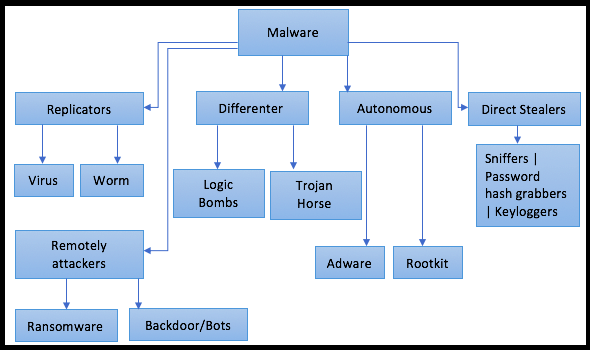 Malware
Replicators
Differenter
Autonomous
Direct Stealers
Virus
Worm
Logic
Bombs
Trojan
Horse
Sniffers |
Password
hash grabbers
| Keyloggers
Remotely
attackers
Adware
Rootkit
Ransomware
Backdoor/Bots